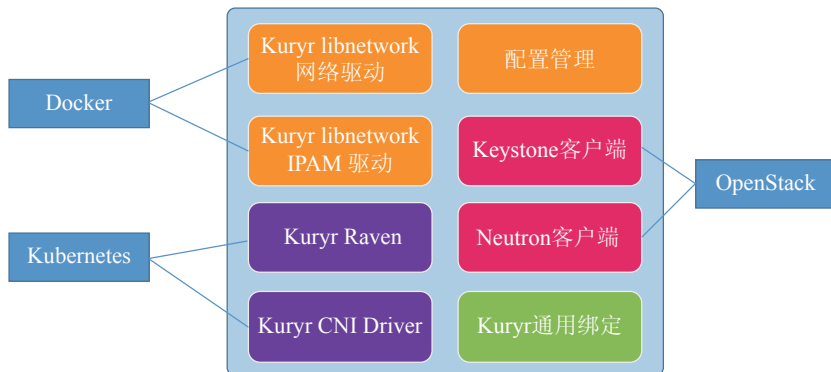 Docker
Kubernetes
Kuryr libnetwork
网络驱动
配置管理
Kuryr libnetwork
IPAM 驱动
Keystone客户端
Kuryr Raven
Neutron客户端
Kuryr CNI Driver
Kuryr通用绑定
OpenStack